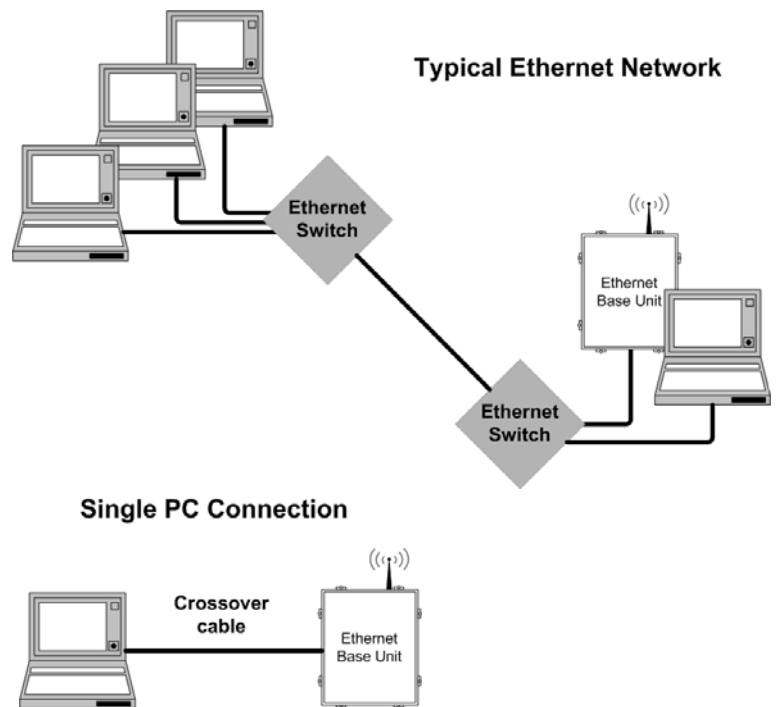 Typical Ethernet Network
Ethernet
Switch
Ethernet
Base Unit
Ethernet
Switch
Single PC Connection
Crossover
cable
Ethernet
Base Unit